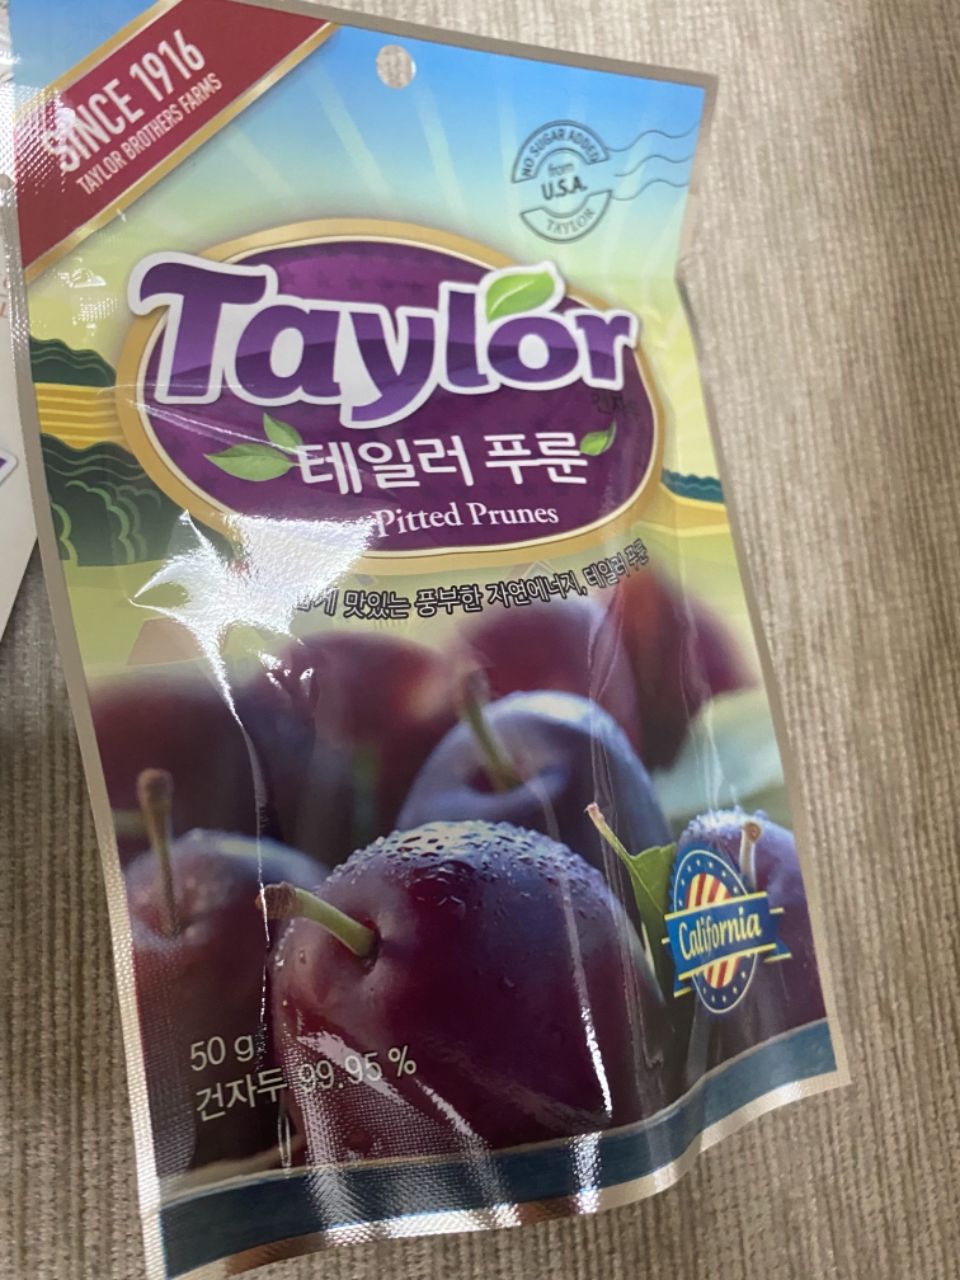 SINCE 1916
TAYLOR BROTHERS FARMS
NO SUGAR ADDED
from
U.S.A.
TAYLOR
Taylor
테일러 푸룬
Pitted Prunes
맛있는 풍부한 자연에너지, 테일러 푸룬
California
50 g
건자두 99.95 %